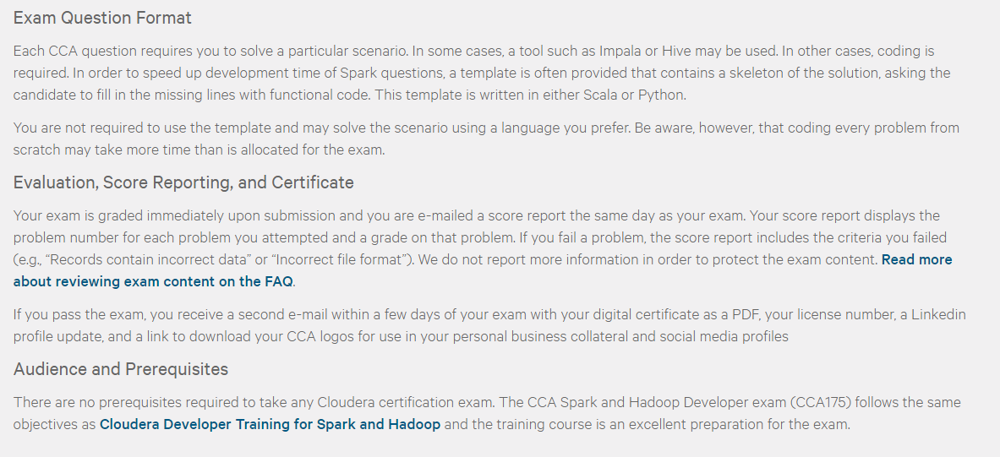 Exam Question Format
Each CCA question requires you to solve a particular scenario. In some cases, a tool such as Impala or Hive may be used. In other cases, coding is
required. In order to speed up development time of Spark questions, a template is often provided that contains a skeleton of the solution, asking the
candidate to fill in the missing lines with functional code. This template is written in either Scala or Python.
You are not required to use the template and may solve the scenario using a language you prefer. Be aware, however, that coding every problem from
scratch may take more time than is allocated for the exam.
Evaluation, Score Reporting, and Certificate
Your exam is graded immediately upon submission and you are e-mailed a score report the same day as your exam. Your score report displays the
problem number for each problem you attempted and a grade on that problem. If you fail a problem, the score report includes the criteria you failed
(e.g., “Records contain incorrect data” or “Incorrect file format”). We do not report more information in order to protect the exam content. Read more
about reviewing exam content on the FAQ.
If you pass the exam, you receive a second e-mail within a few days of your exam with your digital certificate as a PDF, your license number, a Linkedin
profile update, and a link to download your CCA logos for use in your personal business collateral and social media profiles
Audience and Prerequisites
There are no prerequisites required to take any Cloudera certification exam. The CCA Spark and Hadoop Developer exam (CCA175) follows the same
objectives as Cloudera Developer Training for Spark and Hadoop and the training course is an excellent preparation for the exam.